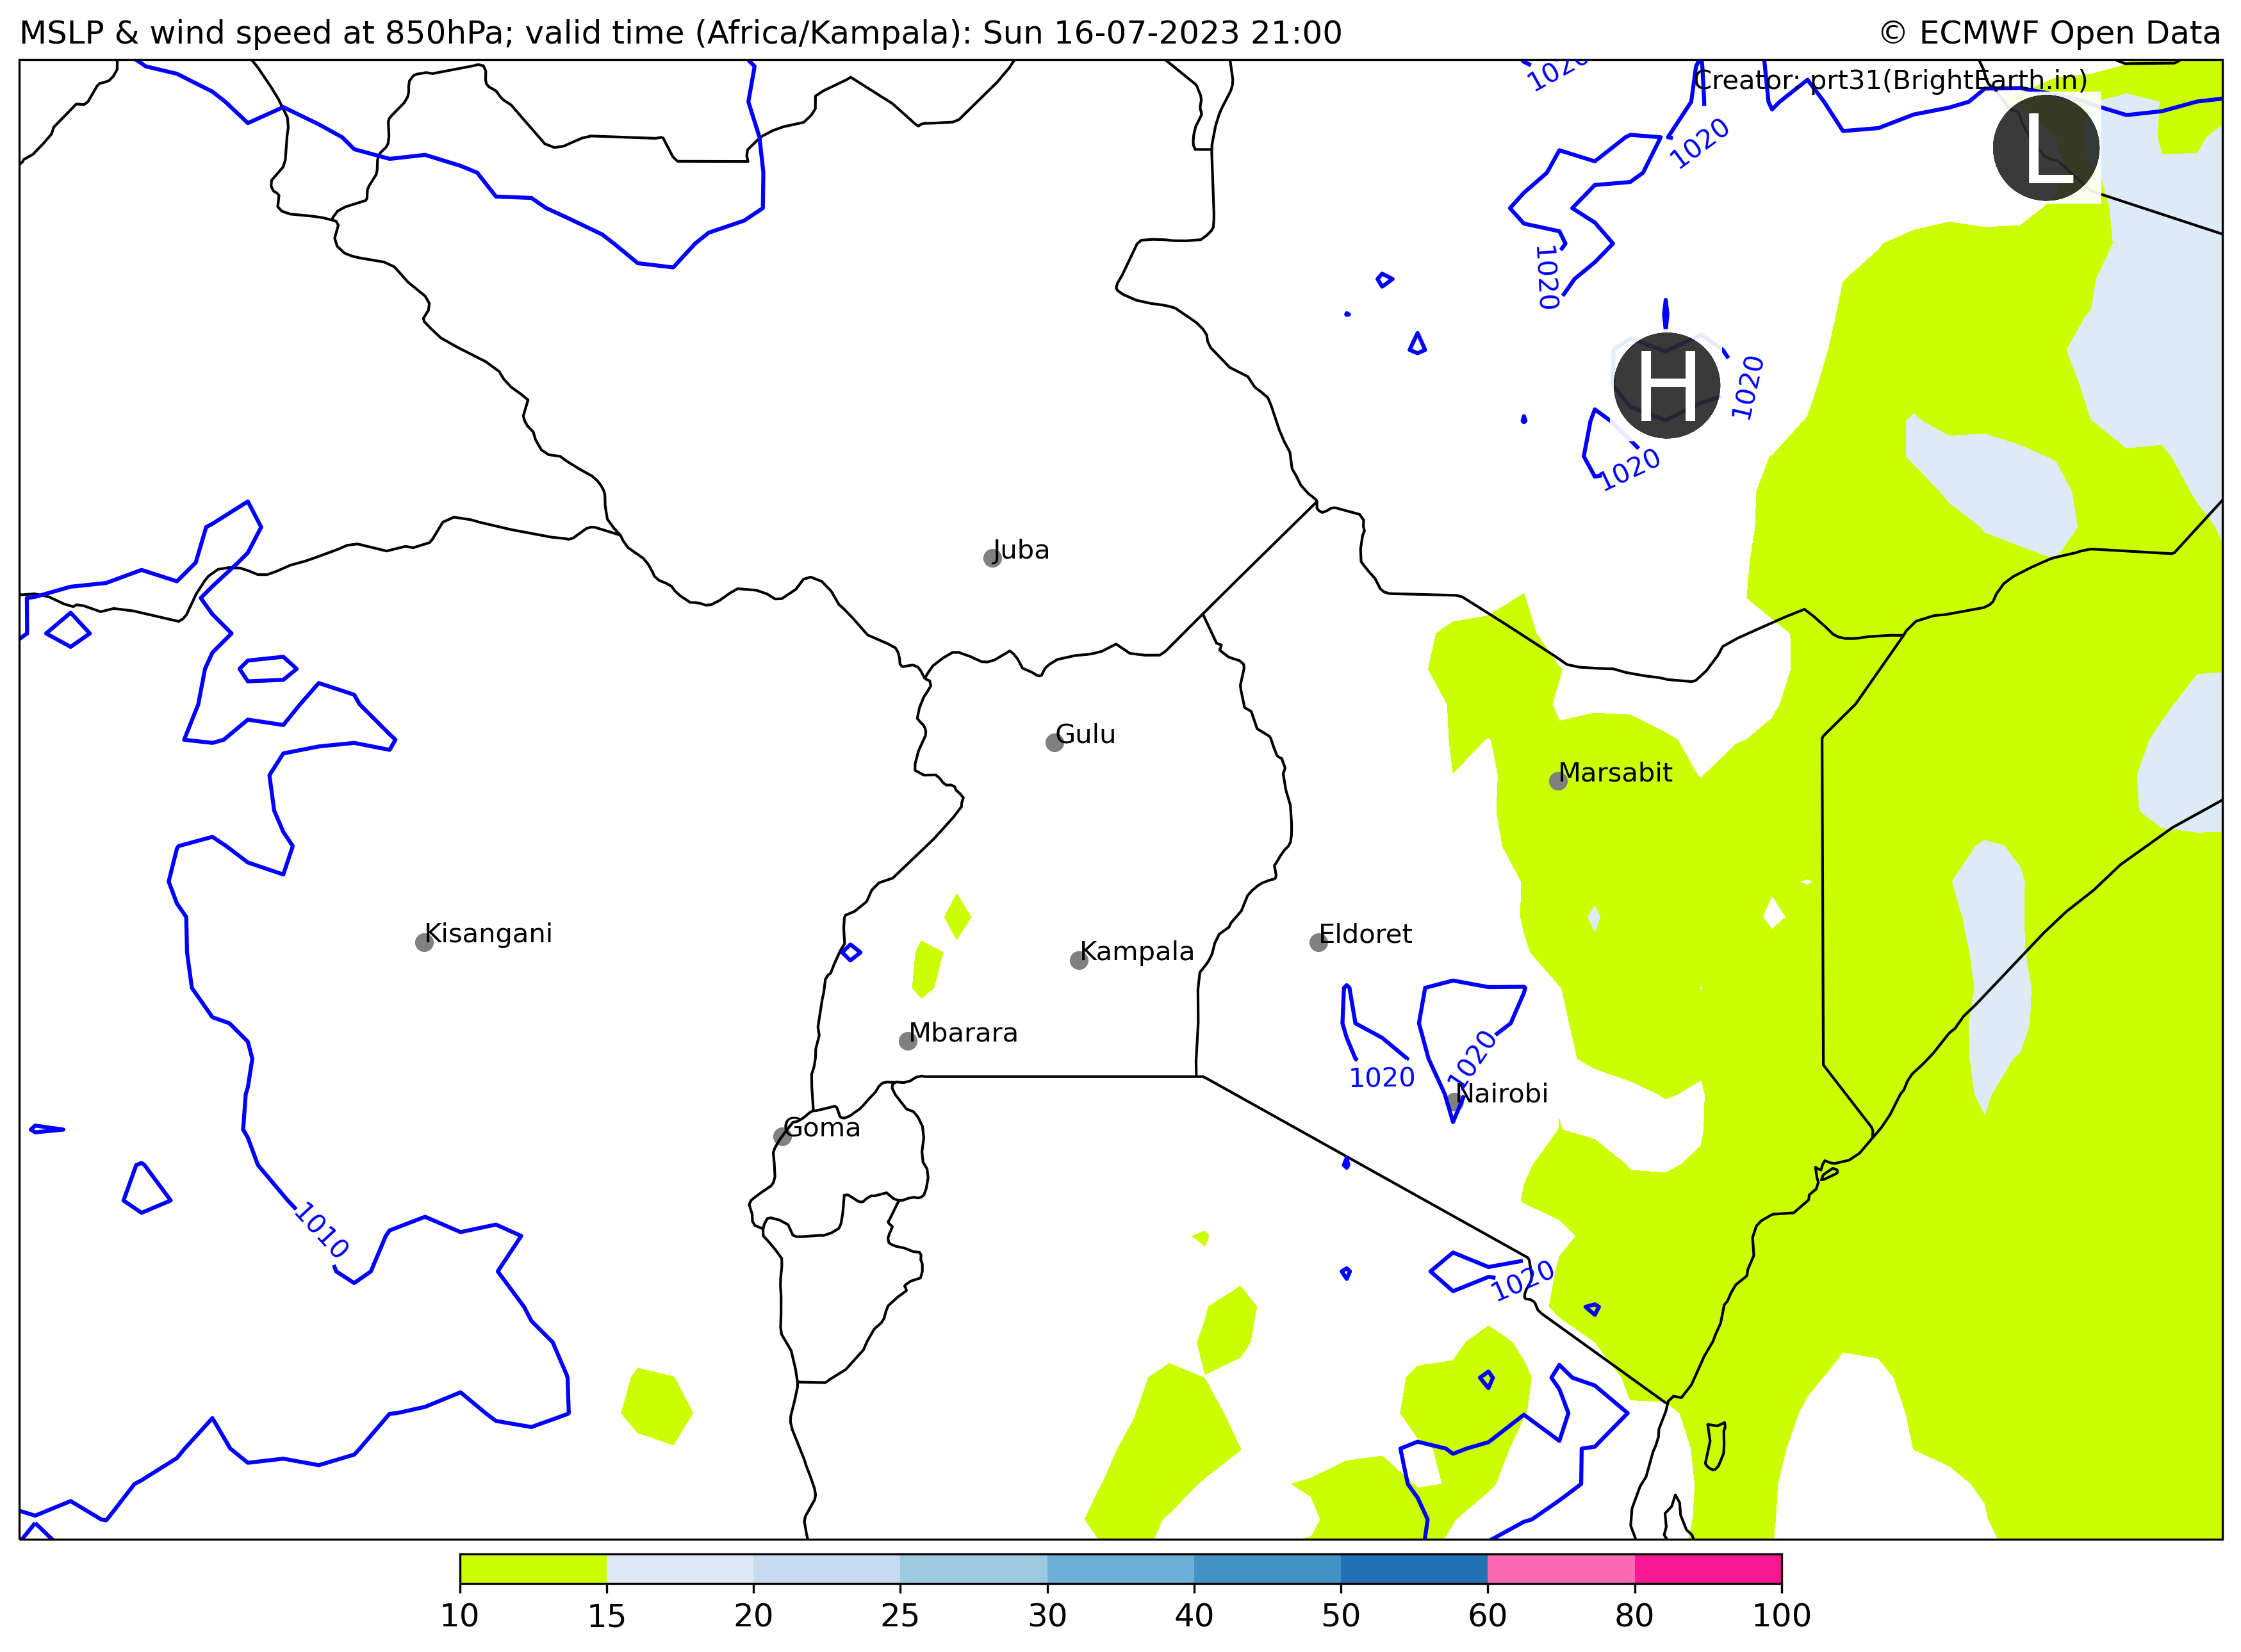 MSLP & wind speed at 850hPa; valid time (Africa/Kampala): Sun 16-07-2023 21:00
© ECMWF Open Data
1020
Creator: prt31(BrightEarth.in)
L
1020
1020
H
1020
1020
Juba
Gulu
Marsabit
Kisangani
Eldoret
Kampala
Mbarara
1020
1020
Nairobi
Goma
1010
1020
10 15 20 25 30 40 50 60 80 100